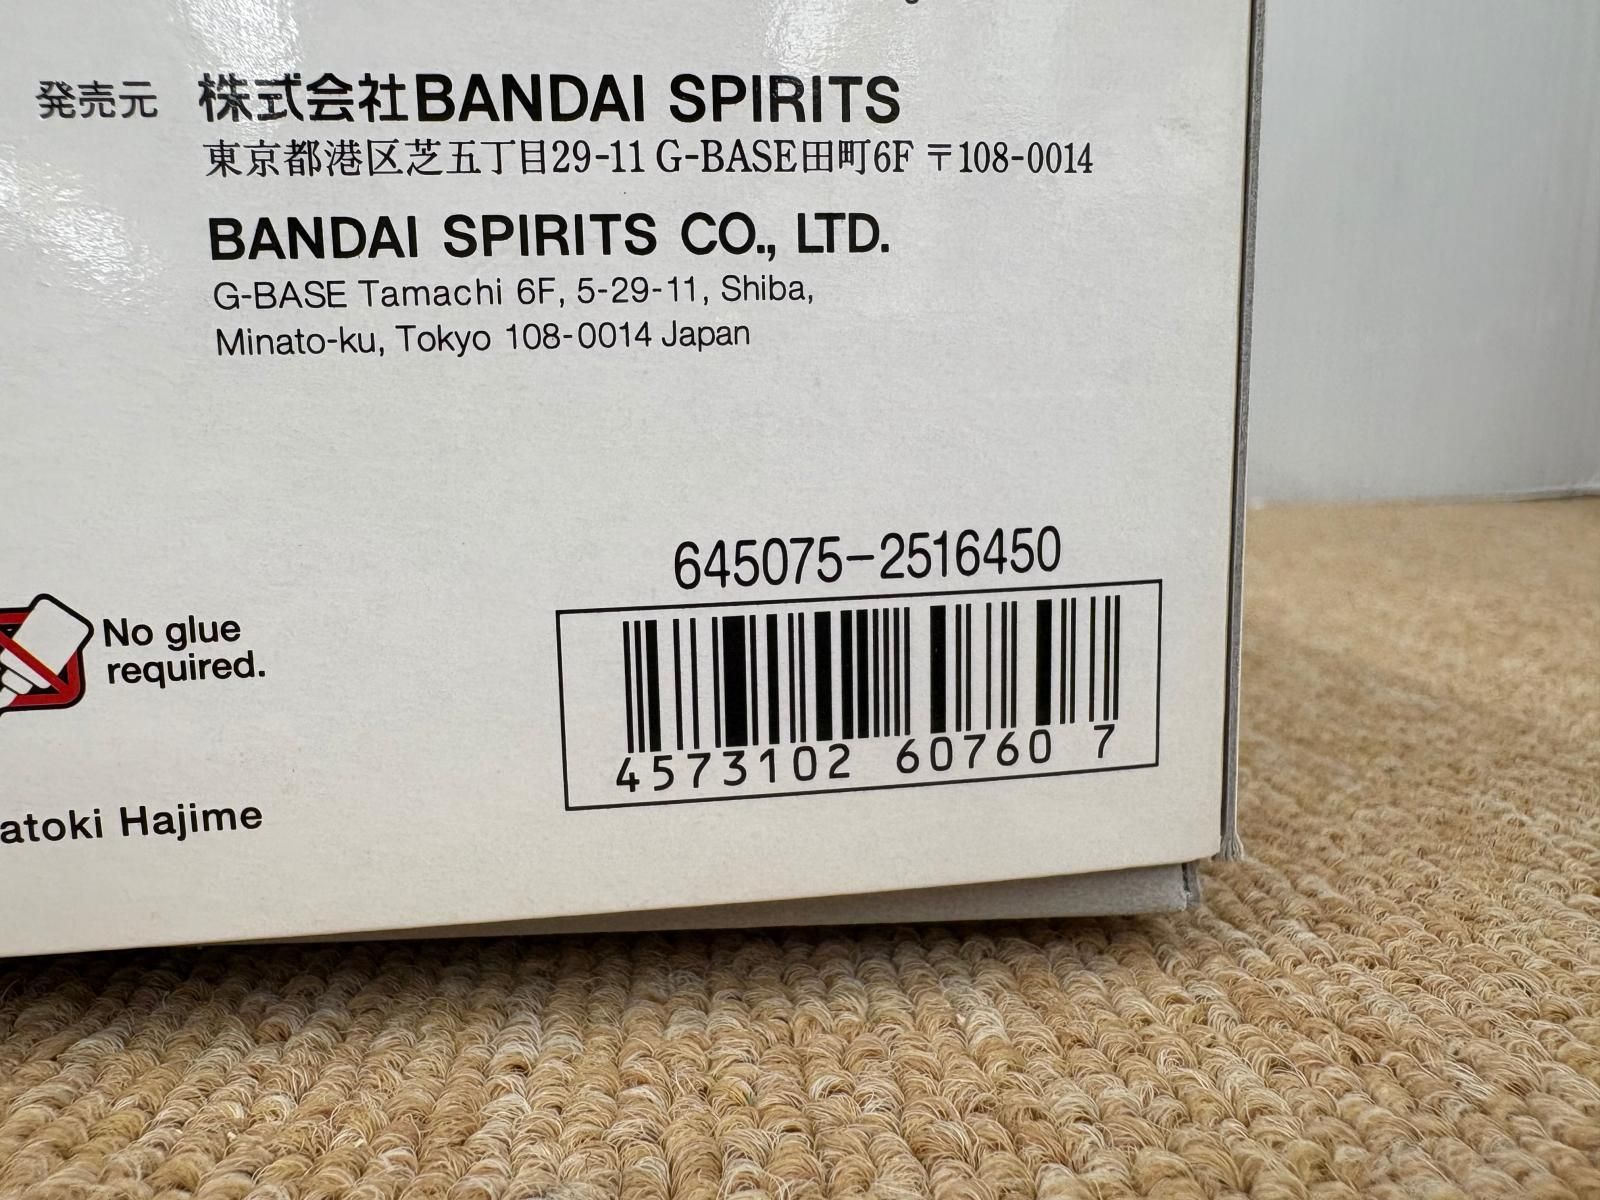 発売元 株式会社BANDAI SPIRITS
東京都港区芝五丁目29-11 G-BASE田町6F 〒108-0014
BANDAI SPIRITS CO., LTD.
G-BASE Tamachi 6F, 5-29-11, Shiba,
Minato-ku, Tokyo 108-0014 Japan
645075-2516450
4573102 60760 7
No glue
required.
atoki Hajime